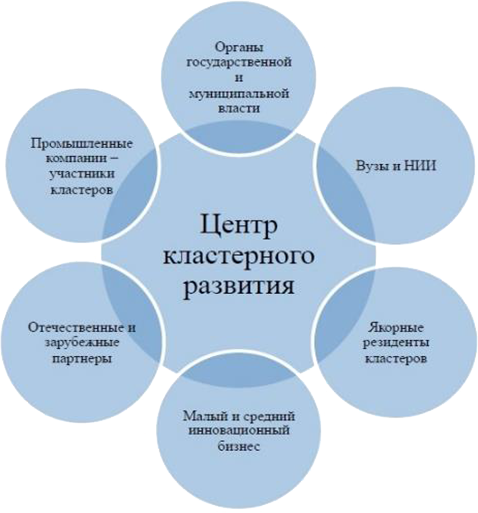 Органы
государственной
и
муниципальной
власти
Вузы и НИИ
Якорные
резиденты
кластеров
Малый и средний
инновационный
бизнес
Отечественные и
зарубежные
партнеры
Промышленные
компании –
участники
кластеров
Центр
кластерного
развития